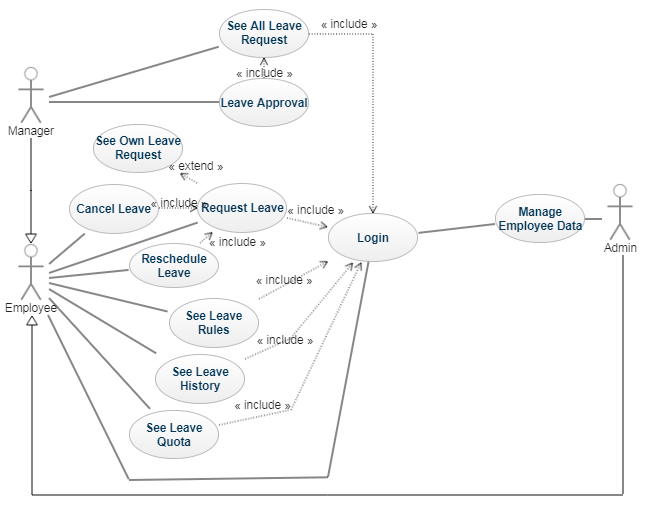 See All Leave
Request
« include »
« include »
Leave Approval
Manager
See Own Leave
Request
« extend »
Cancel Leave
« include »
Request Leave
« include »
Manage
Employee Data
Admin
Login
« include »
Reschedule
Leave
Employee
« include »
See Leave
Rules
« include »
See Leave
History
« include »
See Leave
Quota